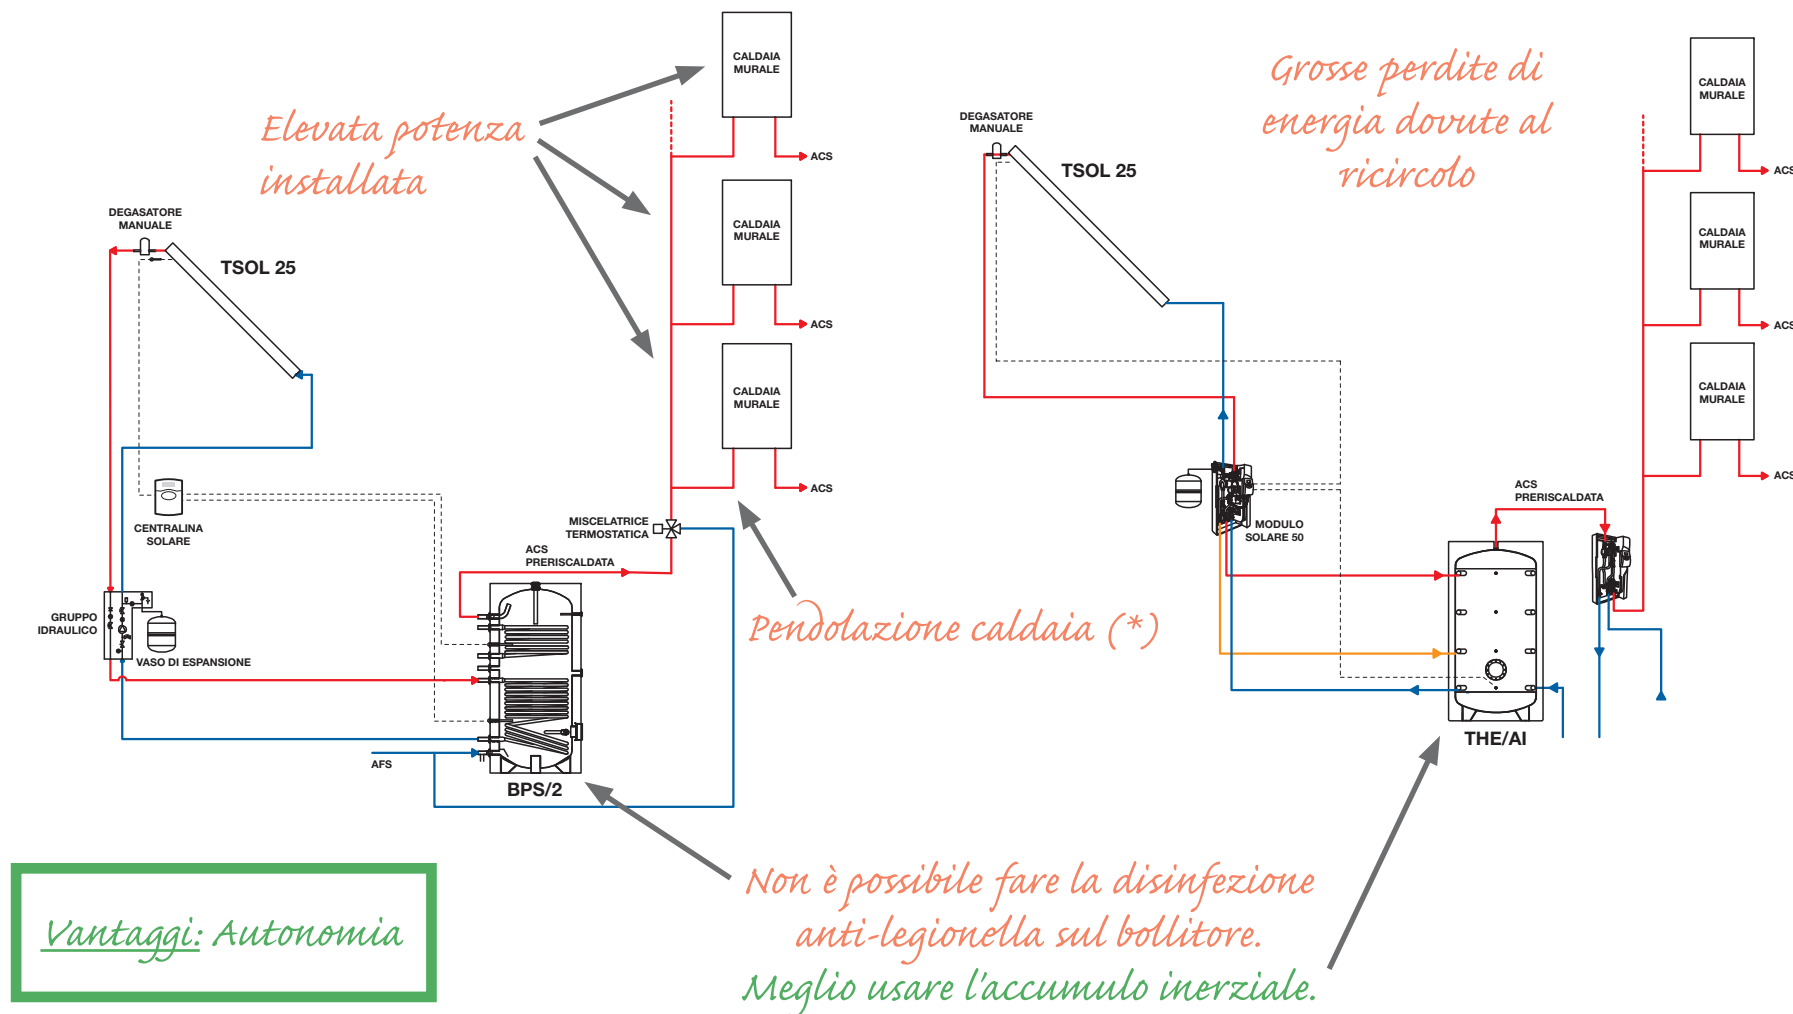 CALDAIA
MURALE
ACS
Elevata potenza
installata
CALDAIA
MURALE
ACS
DEGASATORE
MANUALE
TSOL 25
CALDAIA
MURALE
ACS
CENTRALINA
SOLARE
MISCELATRICE
TERMOSTATICA
ACS
PRERISCALDATA
GRUPPO
IDRAULICO
VASO DI ESPANSIONE
AFS
BPS/2
Pendolazione caldaia (*)
Grosse perdite di
energia dovute al
ricircolo
CALDAIA
MURALE
ACS
DEGASATORE
MANUALE
TSOL 25
CALDAIA
MURALE
ACS
CALDAIA
MURALE
ACS
ACS
PRERISCALDATA
MODULO
SOLARE 50
THE/AI
Vantaggi: Autonomia
Non è possibile fare la disinfezione
anti-legionella sul bollitore.
Meglio usare l'accumulo inerziale.